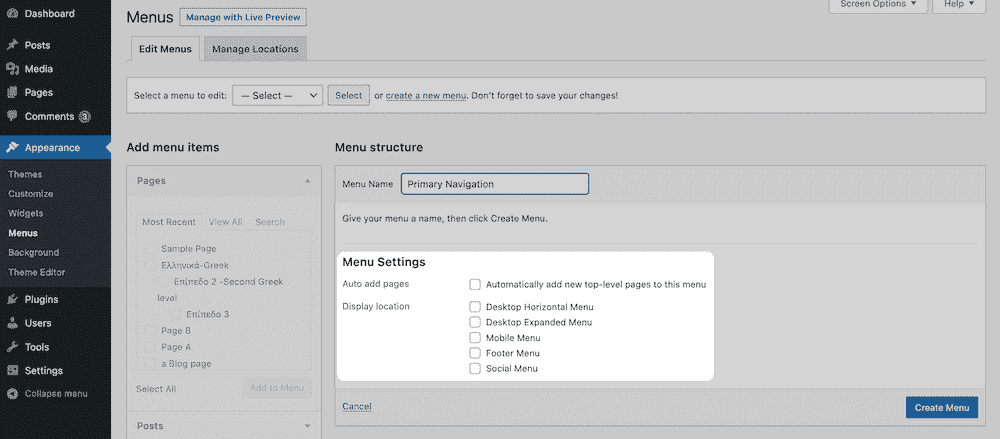 Dashboard
Posts
Media
Pages
Comments 3
Appearance
Themes
Customize
Widgets
Menus
Background
Theme Editor
Plugins
Users
Tools
Settings
Collapse menu
Screen Options
Help
Menus
Manage with Live Preview
Edit Menus
Manage Locations
Select a menu to edit: — Select — Select or create a new menu. Don't forget to save your changes!
Add menu items
Pages
Most Recent View All Search
Sample Page
Ελληνικά-Greek
Επίπεδο 2 -Second Greek
level
Επίπεδο 3
Page B
Page A
a Blog page
Select All
Add to Menu
Posts
Menu structure
Menu Name Primary Navigation
Give your menu a name, then click Create Menu.
Menu Settings
Auto add pages
Automatically add new top-level pages to this menu
Display location
Desktop Horizontal Menu
Desktop Expanded Menu
Mobile Menu
Footer Menu
Social Menu
Cancel
Create Menu